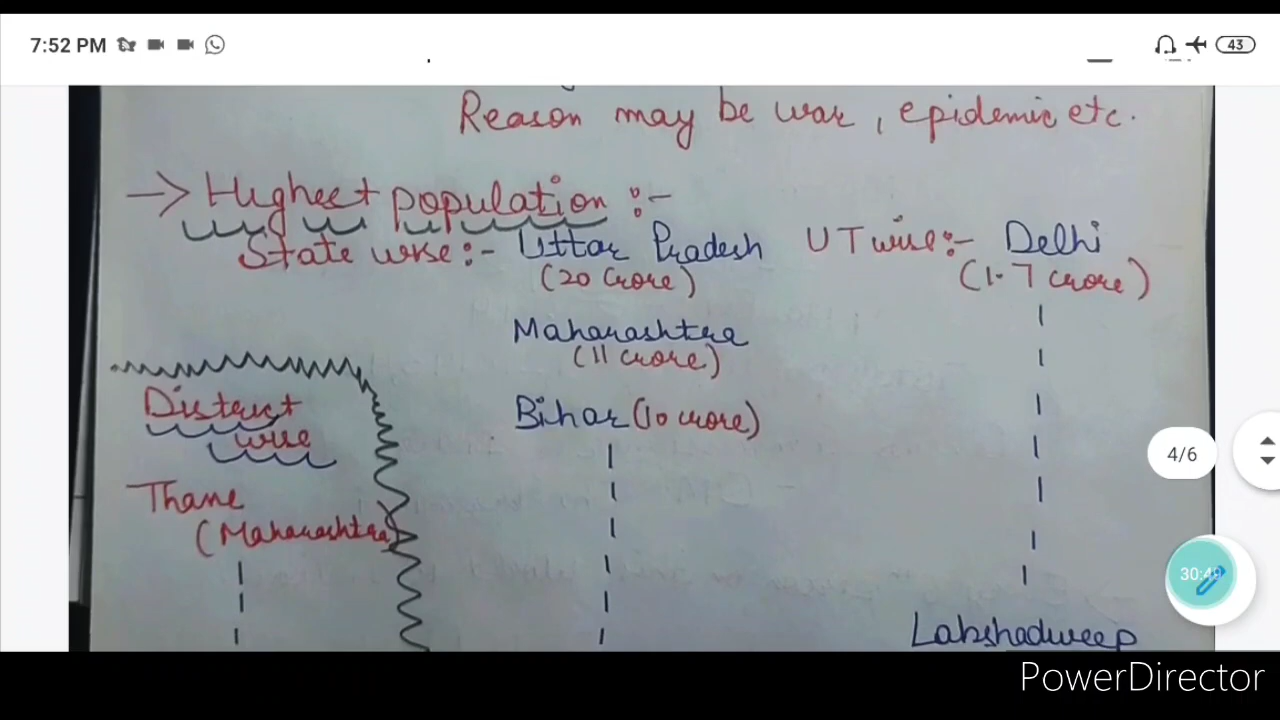 7:52 PM
43
Reason may be war, epidemic etc.
→ Highest population :-
State wise :- Uttar Pradesh
(20 crore)
UT wise :- Delhi
(1.7 crore)
Maharashtra
(11 crore)
Bihar (10 crore)
District
wise
Thane
(Maharashtra)
Lakshadweep
4/6
30:49
PowerDirector